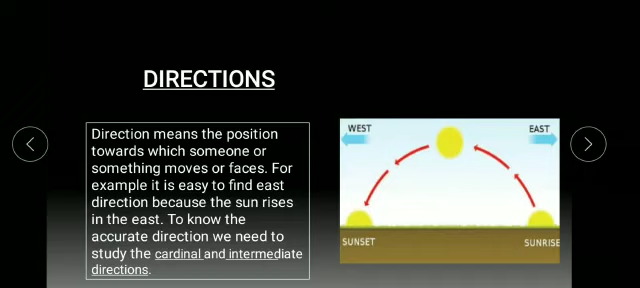 DIRECTIONS
Direction means the position
towards which someone or
something moves or faces. For
example it is easy to find east
direction because the sun rises
in the east. To know the
accurate direction we need to
study the cardinal and intermediate
directions.
WEST
EAST
SUNSET
SUNRISE